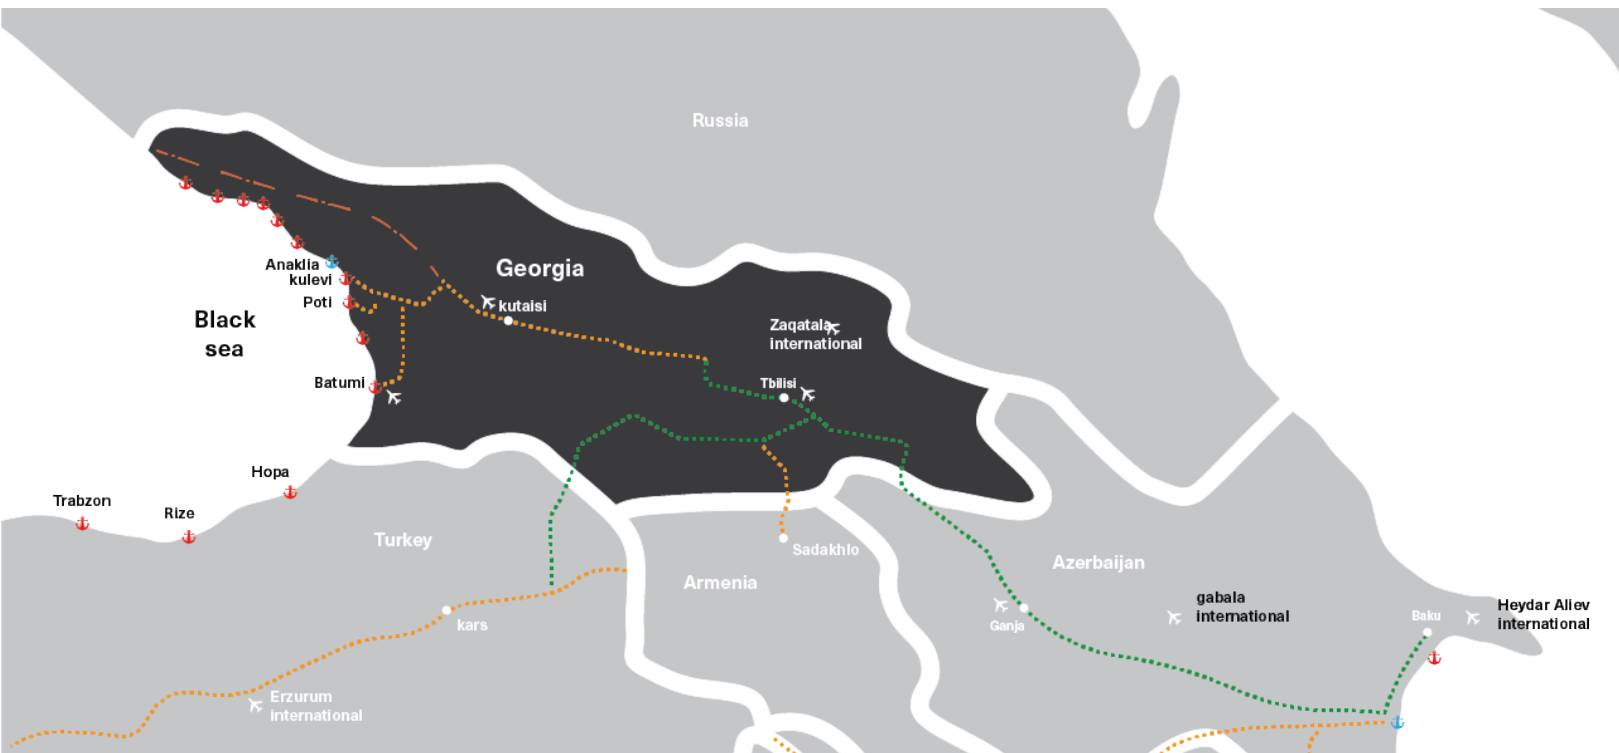 Russia
Georgia
Anaklia
kulevi
Poti
kutaisi
Black
sea
Zaqatala
international
Batumi
Tbilisi
Hopa
Trabzon
Rize
Turkey
Sadakhlo
Armenia
Azerbaijan
gabala
international
Heydar Aliev
international
Baku
Ganja
kars
Erzurum
international